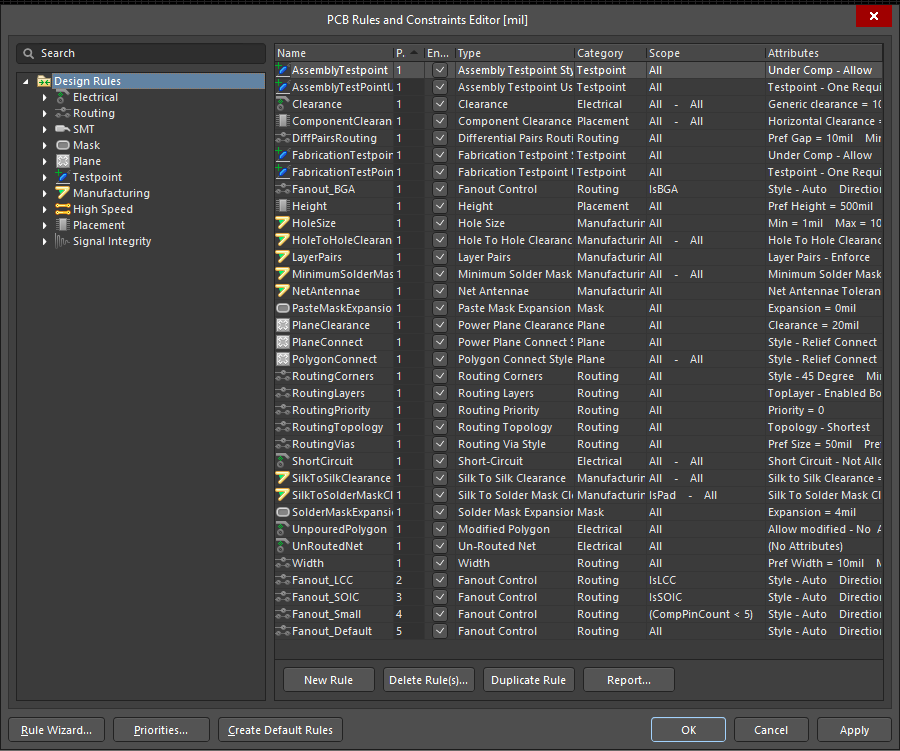 PCB Rules and Constraints Editor [mil]
Search
Design Rules
Electrical
Routing
SMT
Mask
Plane
Testpoint
Manufacturing
High Speed
Placement
Signal Integrity
Name P. En... Type Category Scope Attributes
AssemblyTestpoint 1 Assembly Testpoint Sty Testpoint All Under Comp - Allow
AssemblyTestPointU 1 Assembly Testpoint Us Testpoint All Testpoint - One Requi
Clearance 1 Clearance Electrical All - All Generic clearance = 10
ComponentClearan 1 Component Clearance Placement All - All Horizontal Clearance =
DiffPairsRouting 1 Differential Pairs Routi Routing All Pref Gap = 10mil Min
FabricationTestpoin 1 Fabrication Testpoint S Testpoint All Under Comp - Allow
FabricationTestPoin 1 Fabrication Testpoint U Testpoint All Testpoint - One Requi
Fanout_BGA 1 Fanout Control Routing IsBGA Style - Auto Direction
Height 1 Height Placement All Pref Height = 500mil
HoleSize 1 Hole Size Manufacturin All Min = 1mil Max = 10
HoleToHoleClearan 1 Hole To Hole Clearanc Manufacturin All - All Hole To Hole Clearanc
LayerPairs 1 Layer Pairs Manufacturin All Layer Pairs - Enforce
MinimumSolderMas 1 Minimum Solder Mask Manufacturin All - All Minimum Solder Mask
NetAntennae 1 Net Antennae Manufacturin All Net Antennae Toleran
PasteMaskExpansio 1 Paste Mask Expansion Mask All Expansion = 0mil
PlaneClearance 1 Power Plane Clearance Plane All Clearance = 20mil
PlaneConnect 1 Power Plane Connect S Plane All Style - Relief Connect
PolygonConnect 1 Polygon Connect Style Plane All - All Style - Relief Connect
RoutingCorners 1 Routing Corners Routing All Style - 45 Degree Min
RoutingLayers 1 Routing Layers Routing All TopLayer - Enabled Bo
RoutingPriority 1 Routing Priority Routing All Priority = 0
RoutingTopology 1 Routing Topology Routing All Topology - Shortest
RoutingVias 1 Routing Via Style Routing All Pref Size = 50mil Pre
ShortCircuit 1 Short-Circuit Electrical All - All Short Circuit - Not Allo
SilkToSilkClearance 1 Silk To Silk Clearance Manufacturin All - All Silk to Silk Clearance =
SilkToSolderMaskCl 1 Silk To Solder Mask Cl Manufacturin IsPad - All Silk To Solder Mask Cl
SolderMaskExpansi 1 Solder Mask Expansion Mask All Expansion = 4mil
UnpouredPolygon 1 Modified Polygon Electrical All Allow modified - No A
UnRoutedNet 1 Un-Routed Net Electrical All (No Attributes)
Width 1 Width Routing All Pref Width = 10mil M
Fanout_LCC 2 Fanout Control Routing IsLCC Style - Auto Direction
Fanout_SOIC 3 Fanout Control Routing IsSOIC Style - Auto Direction
Fanout_Small 4 Fanout Control Routing (CompPinCount < 5) Style - Auto Direction
Fanout_Default 5 Fanout Control Routing All Style - Auto Direction
New Rule Delete Rule(s)... Duplicate Rule Report...
Rule Wizard... Priorities... Create Default Rules OK Cancel Apply